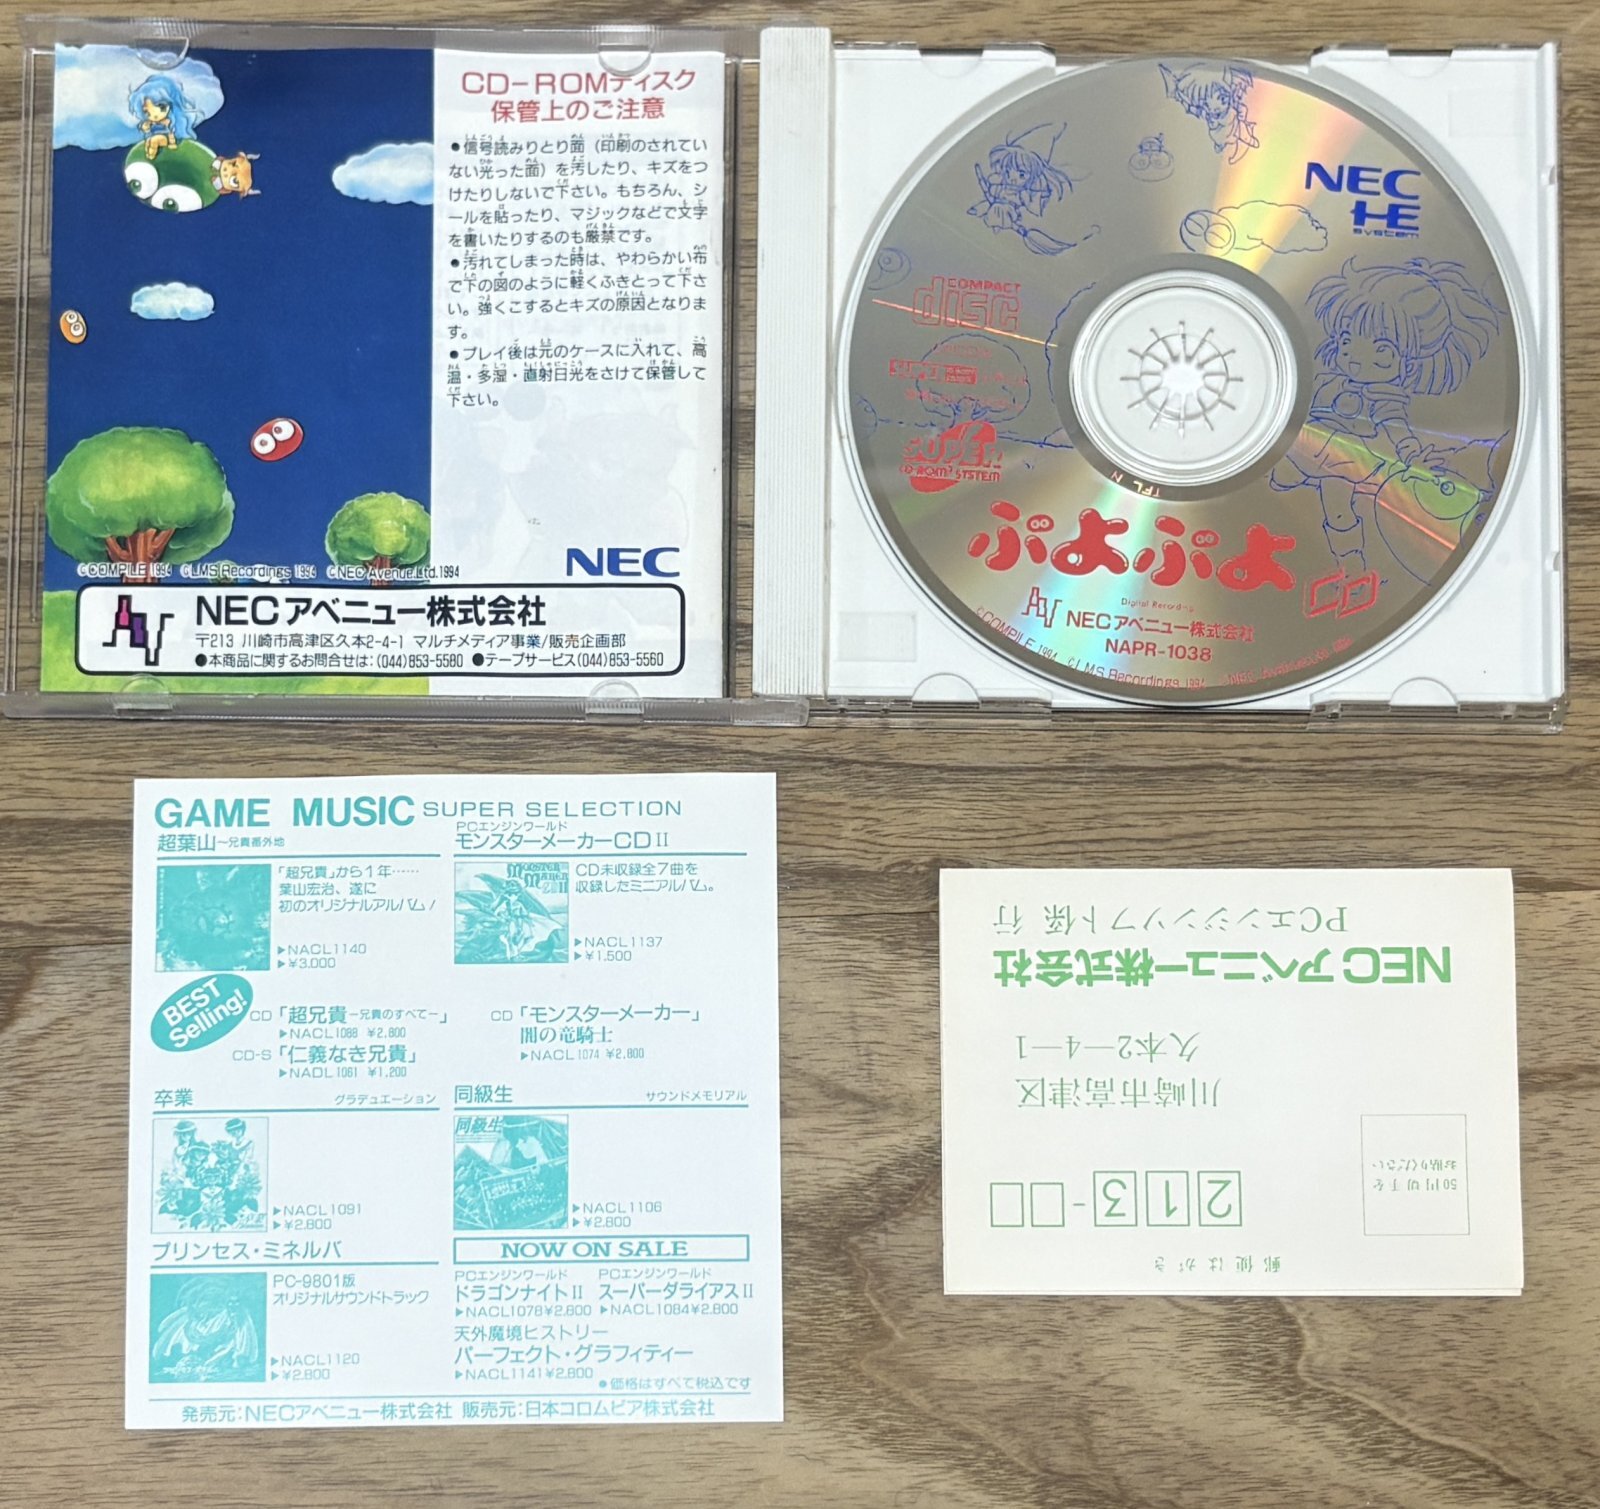 CD-ROMディスク
保管上のご注意
●信号読みとり面（印刷のされてい
ない光った面）を汚したり、キズをつ
けたりしないで下さい。もちろん、シ
ールを貼ったり、マジックなどで文字
を書いたりするのも厳禁です。
●汚れてしまった時は、やわらかい布
で下の図のように軽くふきとって下さ
い。強くこするとキズの原因となりま
す。
●プレイ後は元のケースに入れて、高
温・多湿・直射日光をさけて保管して
下さい。
©COMPILE 1994 ©LMS Recordings 1994 ©NEC Avenue,Ltd.1994
NEC
NECアベニュー株式会社
〒213 川崎市高津区久本2-4-1 マルチメディア事業/販売企画部
●本商品に関するお問合せは:(044)853-5580 ●テープサービス(044)853-5560
NEC
HE
system
COMPACT
disc
SUPER
CD-ROM² SYSTEM
TFL N
ぷよぷよ
CD
Digital Recording
NECアベニュー株式会社
NAPR-1038
©COMPILE 1994 ©LMS Recordings 1994
GAME MUSIC SUPER SELECTION
超葉山〜兄貴番外地
「超兄貴」から1年……
葉山宏治、遂に
初のオリジナルアルバム!
▶NACL1140
▶¥3,000
PCエンジンワールド
モンスターメーカーCDⅡ
CD未収録全7曲を
収録したミニアルバム。
▶NACL1137
▶¥1,500
BEST
Selling!
CD「超兄貴−兄貴のすべて−」
▶NACL1088 ¥2,800
CD-S「仁義なき兄貴」
▶NADL1061 ¥1,200
CD「モンスターメーカー」
闇の竜騎士
▶NACL1074 ¥2,800
卒業 グラデュエーション
▶NACL1091
▶¥2,800
同級生 サウンドメモリアル
同級生
▶NACL1106
▶¥2,800
プリンセス・ミネルバ
PC-9801版
オリジナルサウンドトラック
▶NACL1120
▶¥2,800
NOW ON SALE
PCエンジンワールド
ドラゴンナイトⅡ
▶NACL1078¥2,800
PCエンジンワールド
スーパーダライアスⅡ
▶NACL1084¥2,800
天外魔境ヒストリー
パーフェクト・グラフィティー
▶NACL1141¥2,800
●価格はすべて税込です
発売元:NECアベニュー株式会社 販売元:日本コロムビア株式会社
郵便はがき
50円切手を
お貼りください
213-
川崎市高津区
久本2—4—1
NECアベニュー株式会社
PCエンジンソフト係 行